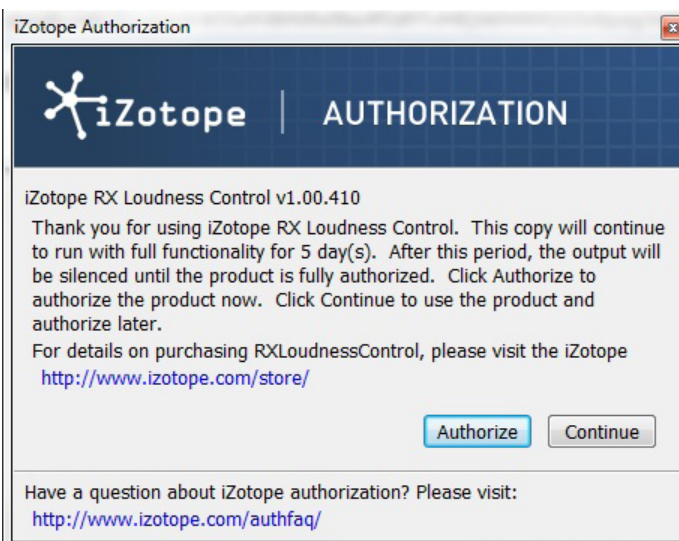 iZotope Authorization
iZotope | AUTHORIZATION
iZotope RX Loudness Control v1.00.410
Thank you for using iZotope RX Loudness Control. This copy will continue
to run with full functionality for 5 day(s). After this period, the output will
be silenced until the product is fully authorized. Click Authorize to
authorize the product now. Click Continue to use the product and
authorize later.
For details on purchasing RXLoudnessControl, please visit the iZotope
http://www.izotope.com/store/
Authorize Continue
Have a question about iZotope authorization? Please visit:
http://www.izotope.com/authfaq/